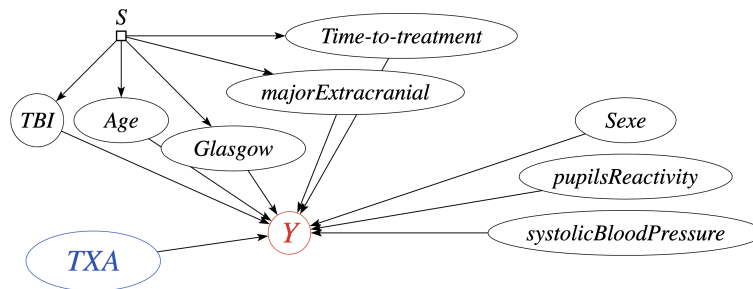 S
Time-to-treatment
majorExtracranial
TBI
Age
Sexe
Glasgow
pupilsReactivity
Y
systolicBloodPressure
TXA